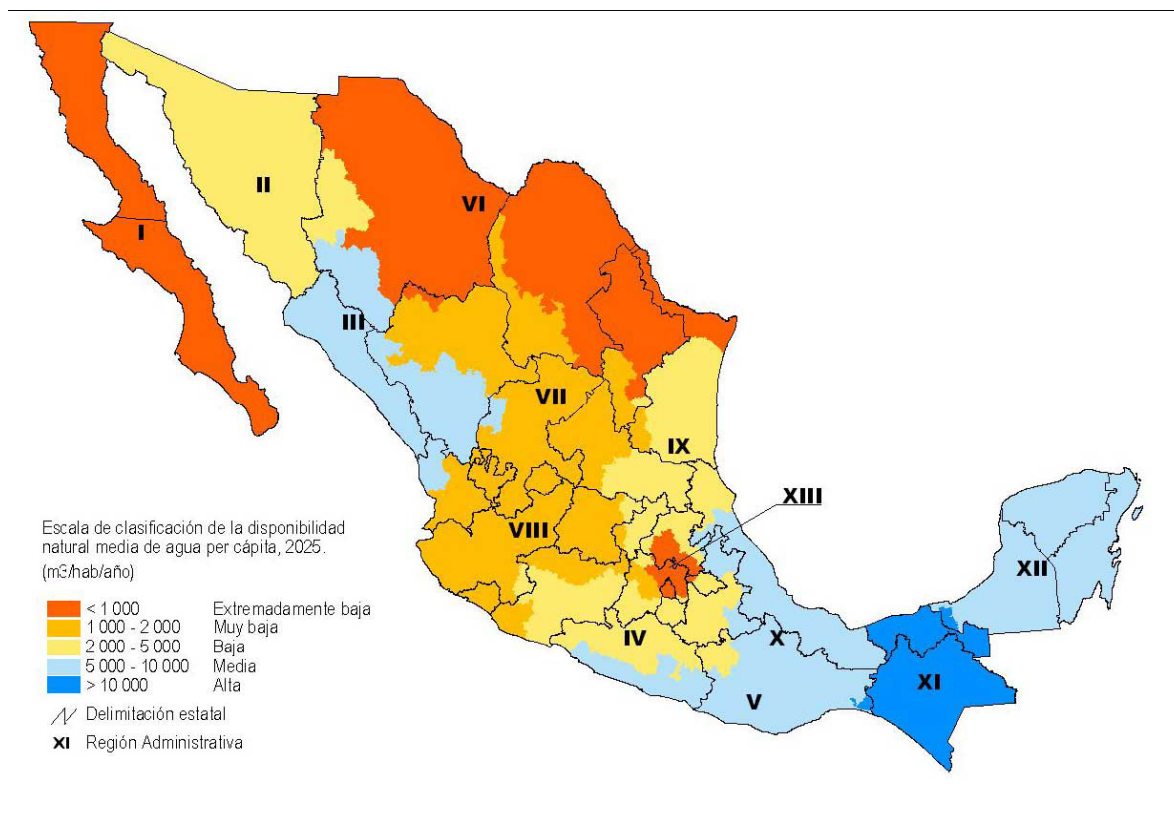 II
VI
I
III
VII
IX
XIII
VIII
XII
IV
X
XI
V
Escala de clasificación de la disponibilidad
natural media de agua per cápita, 2025.
(m3/hab/año)
< 1 000 Extremadamente baja
1 000 - 2 000 Muy baja
2 000 - 5 000 Baja
5 000 - 10 000 Media
> 10 000 Alta
Delimitación estatal
XI Región Administrativa